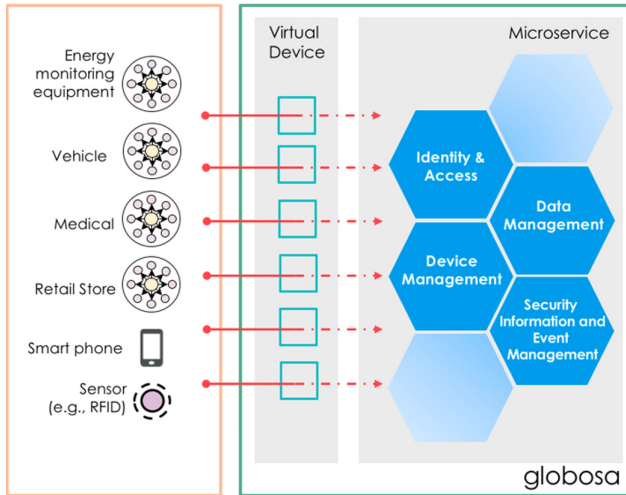 Energy
monitoring
equipment
Vehicle
Medical
Retail Store
Smart phone
Sensor
(e.g., RFID)
Virtual
Device
Microservice
Identity &
Access
Data
Management
Device
Management
Security
Information and
Event
Management
globosa